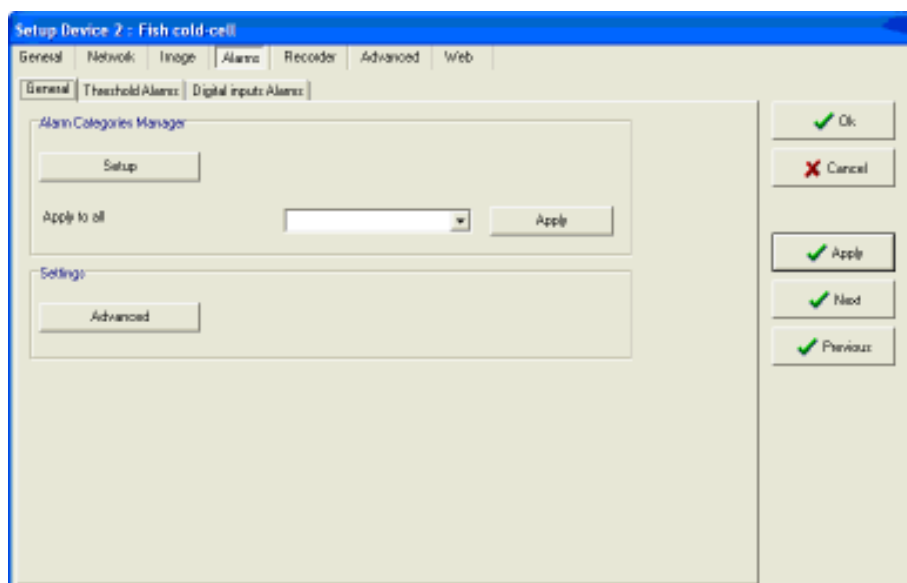 Setup Device 2 : Fish cold-cell
General Network Image Alarms Recorder Advanced Web
General Threshold Alarms Digital inputs Alarms
Alarm Categories Manager
Setup
Apply to all
Apply
Settings
Advanced
Ok
Cancel
Apply
Next
Previous